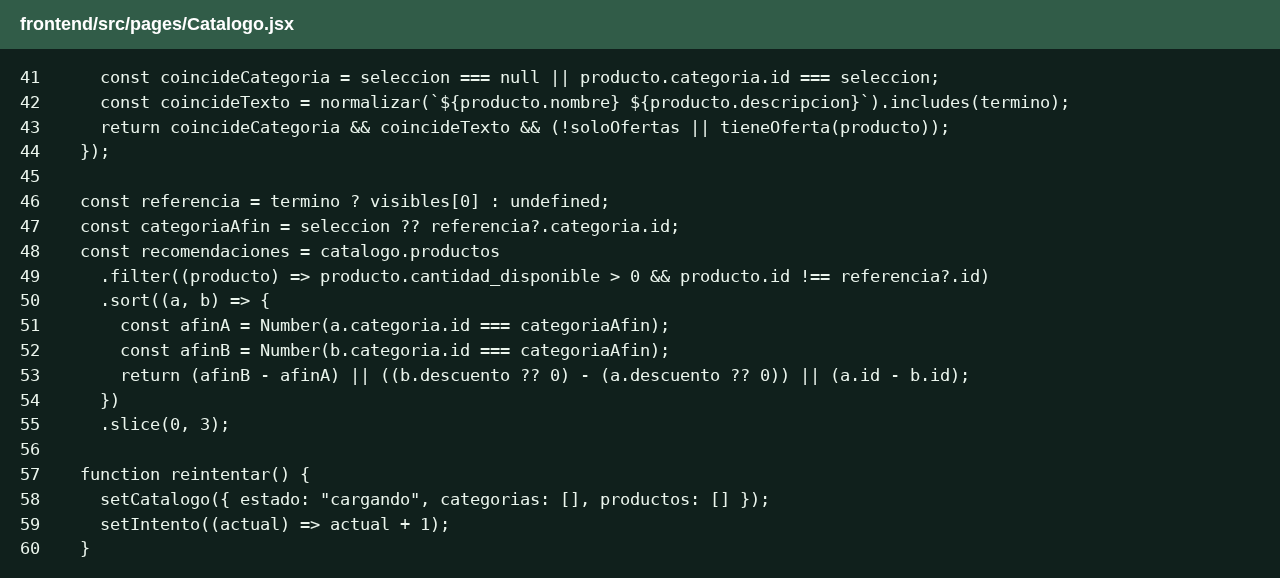 frontend/src/pages/Catalogo.jsx
41      const coincideCategoria = seleccion === null || producto.categoria.id === seleccion;
42      const coincideTexto = normalizar(`${producto.nombre} ${producto.descripcion}`).includes(termino);
43      return coincideCategoria && coincideTexto && (!soloOfertas || tieneOferta(producto));
44    });
45
46    const referencia = termino ? visibles[0] : undefined;
47    const categoriaAfin = seleccion ?? referencia?.categoria.id;
48    const recomendaciones = catalogo.productos
49      .filter((producto) => producto.cantidad_disponible > 0 && producto.id !== referencia?.id)
50      .sort((a, b) => {
51        const afinA = Number(a.categoria.id === categoriaAfin);
52        const afinB = Number(b.categoria.id === categoriaAfin);
53        return (afinB - afinA) || ((b.descuento ?? 0) - (a.descuento ?? 0)) || (a.id - b.id);
54      })
55      .slice(0, 3);
56
57    function reintentar() {
58      setCatalogo({ estado: "cargando", categorias: [], productos: [] });
59      setIntento((actual) => actual + 1);
60    }